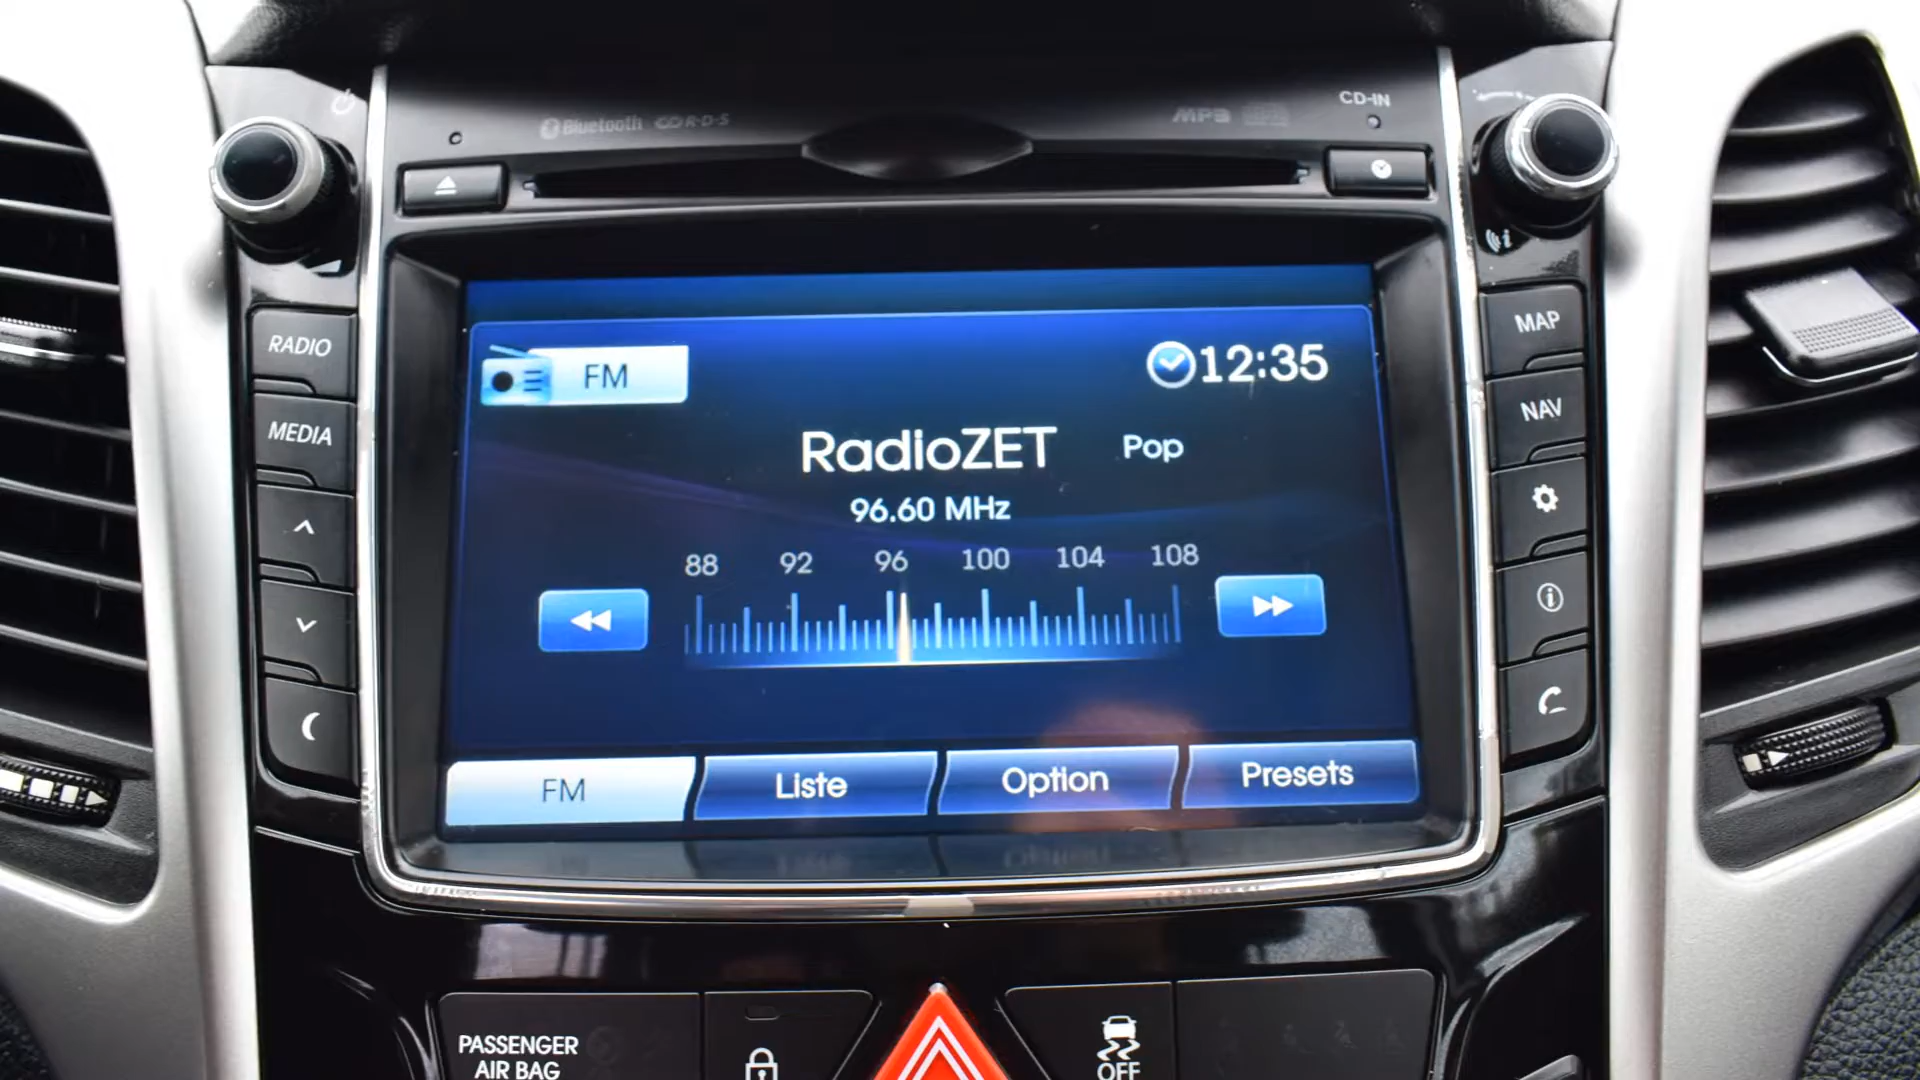 CD-IN
Bluetooth R·D·S MP3
RADIO
MEDIA
MAP
NAV
FM
12:35
RadioZET Pop
96.60 MHz
88 92 96 100 104 108
FM Liste Option Presets
PASSENGER
AIR BAG
OFF